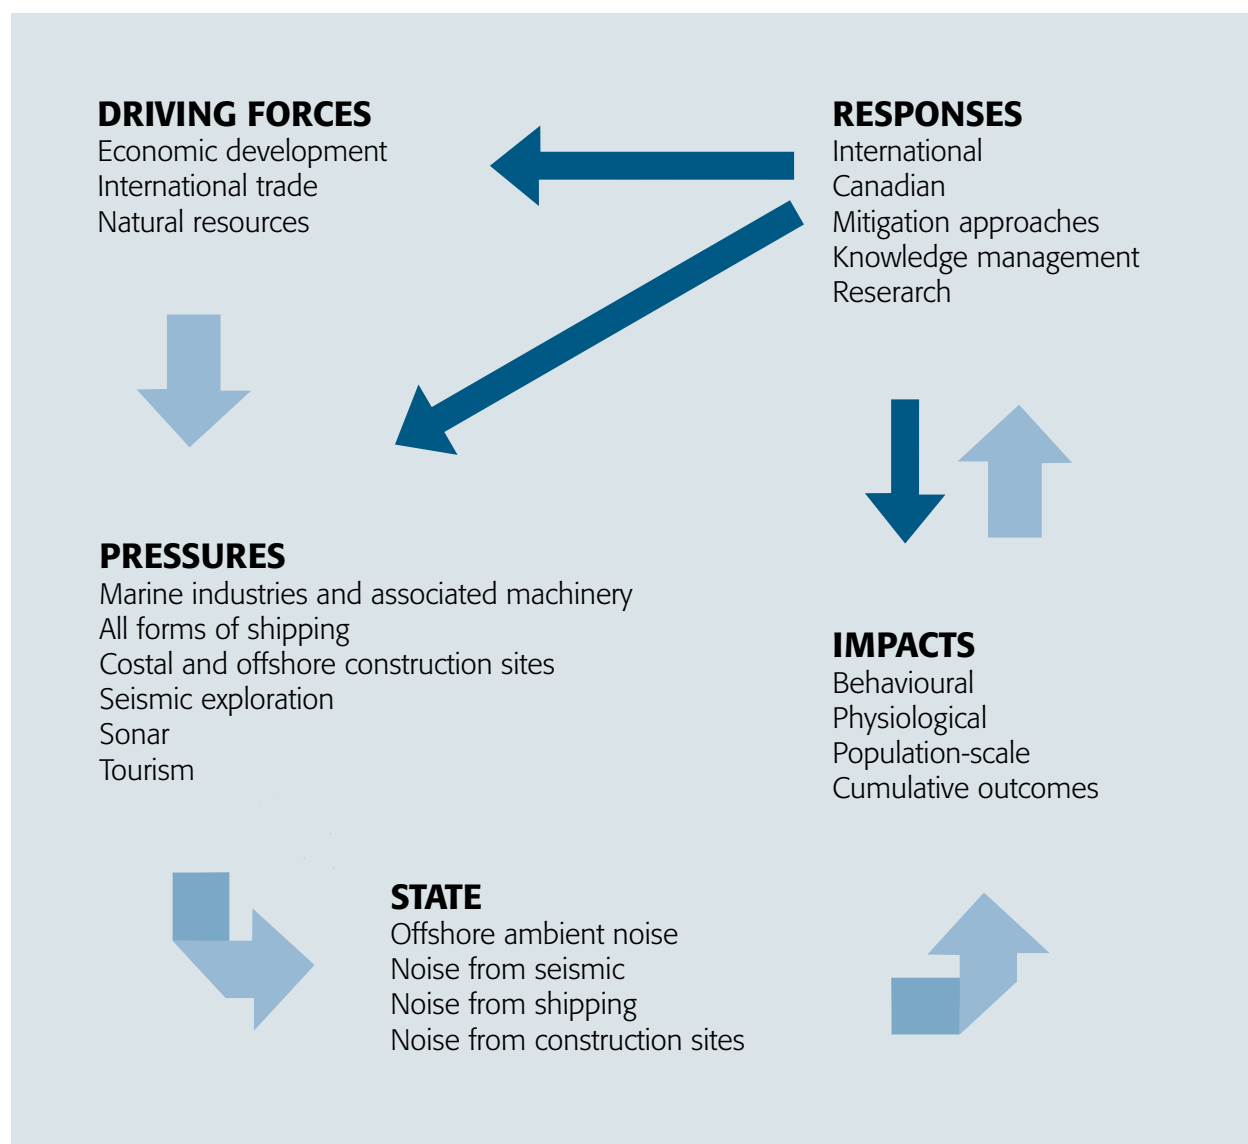 DRIVING FORCES
Economic development
International trade
Natural resources
RESPONSES
International
Canadian
Mitigation approaches
Knowledge management
Reserarch
PRESSURES
Marine industries and associated machinery
All forms of shipping
Costal and offshore construction sites
Seismic exploration
Sonar
Tourism
IMPACTS
Behavioural
Physiological
Population-scale
Cumulative outcomes
STATE
Offshore ambient noise
Noise from seismic
Noise from shipping
Noise from construction sites